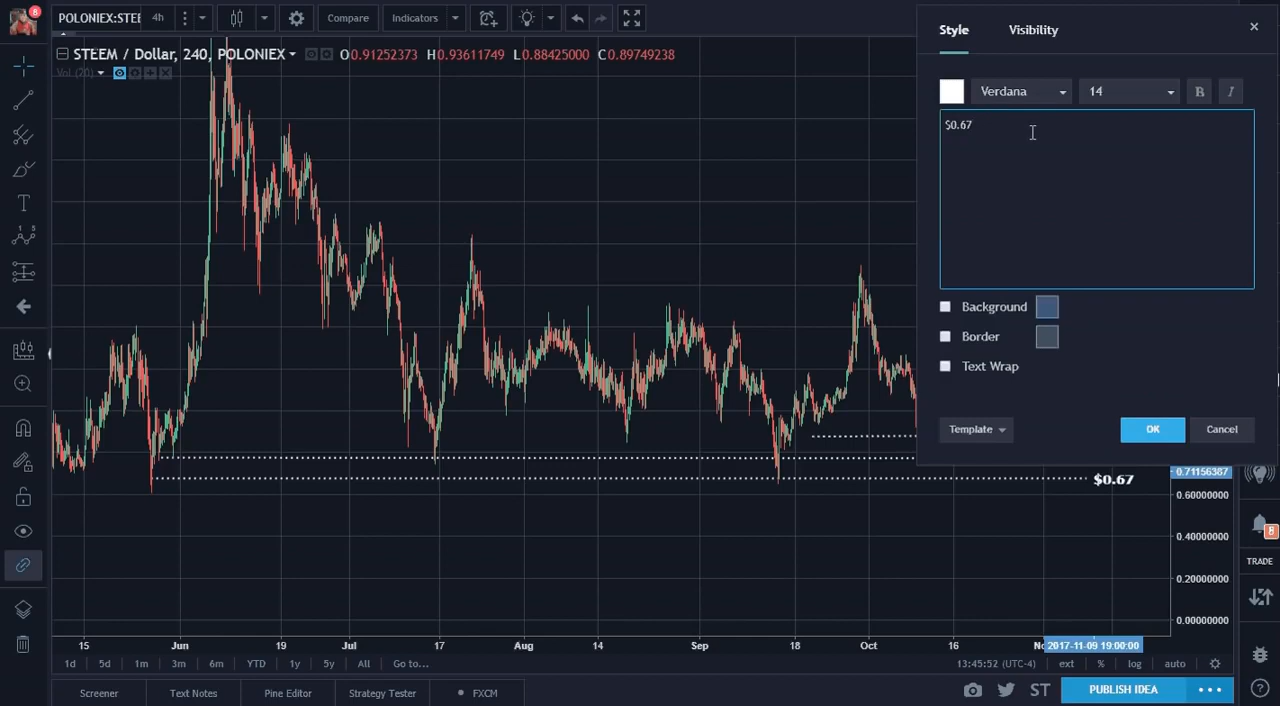 8
POLONIEX:STEE
4h
Compare
Indicators
STEEM / Dollar, 240, POLONIEX
O0.91252373 H0.93611749 L0.88425000 C0.89749238
Vol (20)
Style
Visibility
Verdana
14
B
I
$0.67
Background
Border
Text Wrap
Template
OK
Cancel
$0.67
0.71156387
0.60000000
0.40000000
0.20000000
0.00000000
8
TRADE
15
Jun
19
Jul
17
Aug
14
Sep
18
Oct
16
2017-11-09 19:00:00
1d
5d
1m
3m
6m
YTD
1y
5y
All
Go to...
13:45:52 (UTC-4)
ext
%
log
auto
Screener
Text Notes
Pine Editor
Strategy Tester
FXCM
ST
PUBLISH IDEA